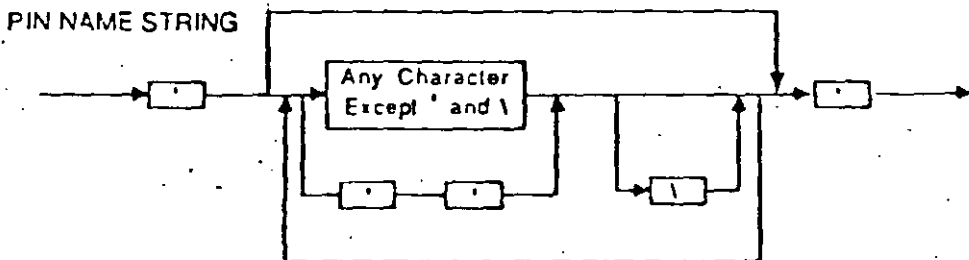 PIN NAME STRING
Any Character
Except ' and \
' '
' ' \